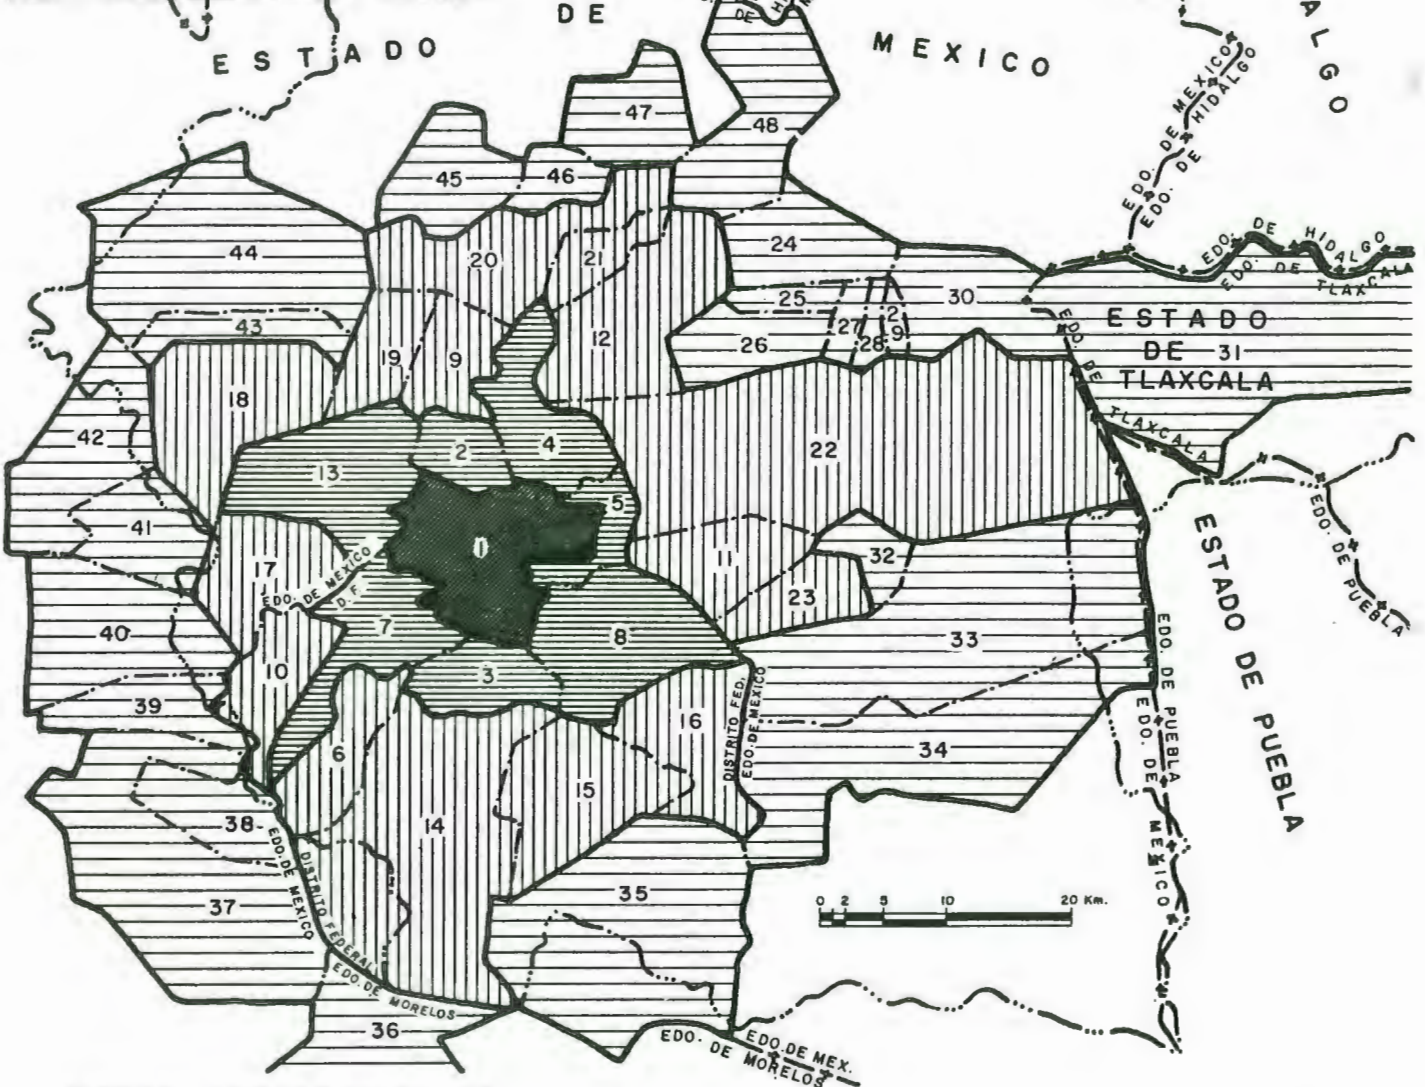 DE
ESTADO
MEXICO
DE
ALGO
EDO. DE MEXICO
EDO. DE HIDALGO
47
48
45
46
44
20
21
24
EDO. DE HIDALGO
EDO. DE TLAXCALA
43
25
30
19
9
12
26
27
28
29
ESTADO
DE 31
TLAXCALA
EDO. DE TLAXCALA
18
42
13
2
4
22
41
5
1
17
11
32
23
EDO. DE MEXICO
D.F.
40
7
8
33
10
3
39
6
16
34
DISTRITO FED.
EDO. DE MEXICO
15
38
14
EDO. DE MEXICO
DISTRITO FEDERAL
37
35
EDO. DE MORELOS
36
0 2 5 10 20 Km.
ESTADO DE PUEBLA
EDO. DE PUEBLA
EDO. DE PUEBLA
EDO. DE MEXICO
EDO. DE MEX.
EDO. DE MORELOS